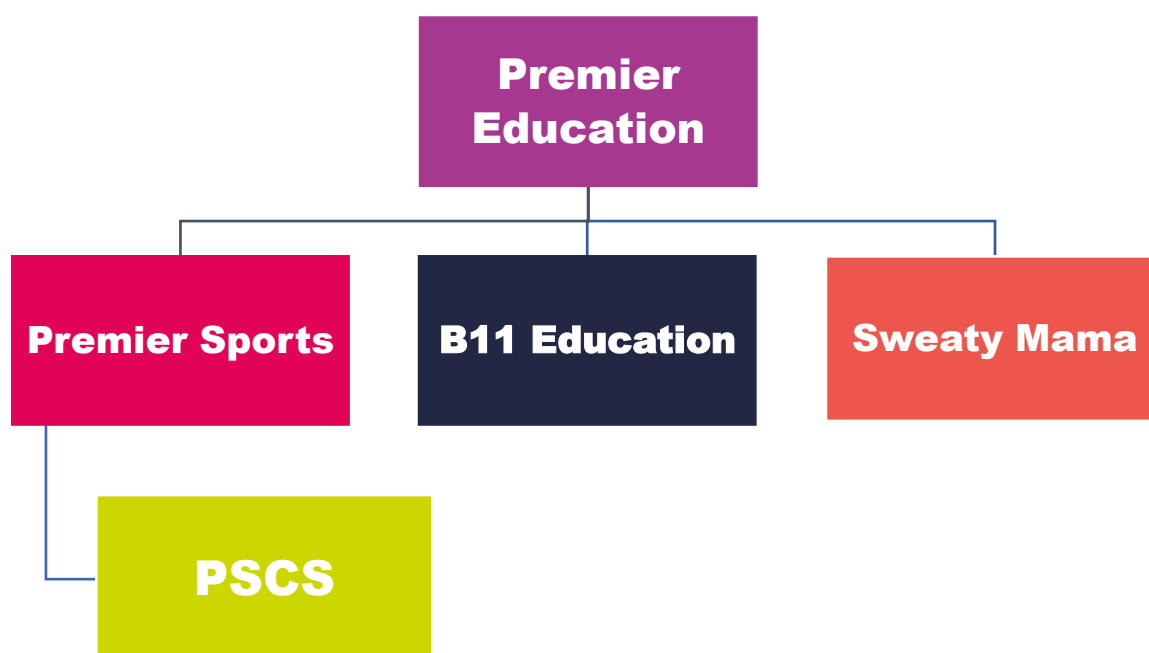 Premier
Education
Premier Sports
B11 Education
Sweaty Mama
PSCS